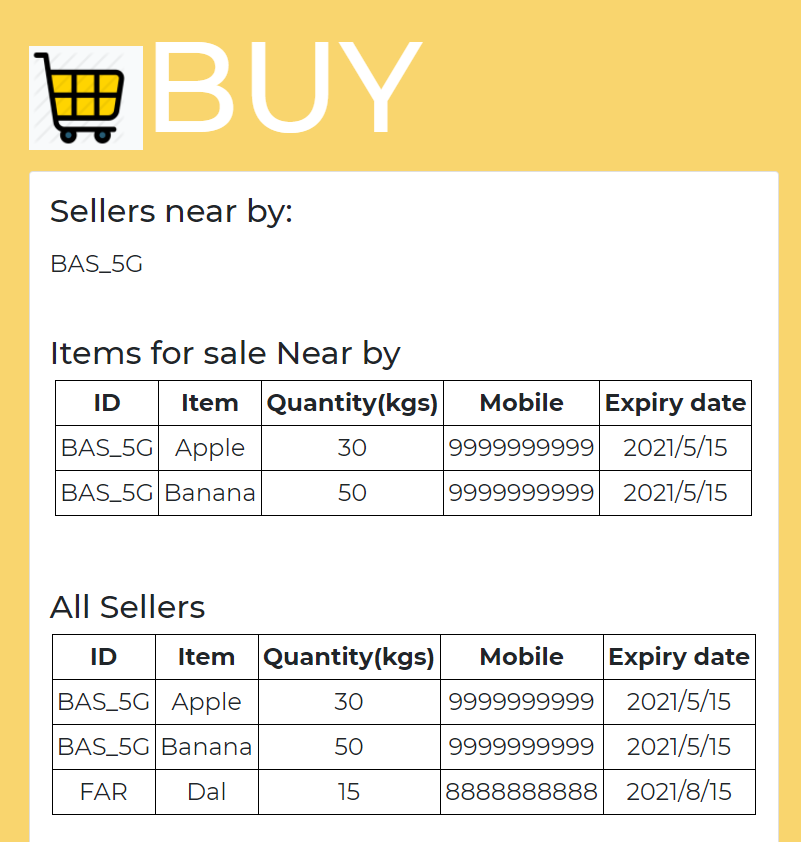 BUY
Sellers near by:
BAS_5G
Items for sale Near by
ID Item Quantity(kgs) Mobile Expiry date
BAS_5G Apple 30 9999999999 2021/5/15
BAS_5G Banana 50 9999999999 2021/5/15
All Sellers
ID Item Quantity(kgs) Mobile Expiry date
BAS_5G Apple 30 9999999999 2021/5/15
BAS_5G Banana 50 9999999999 2021/5/15
FAR Dal 15 8888888888 2021/8/15